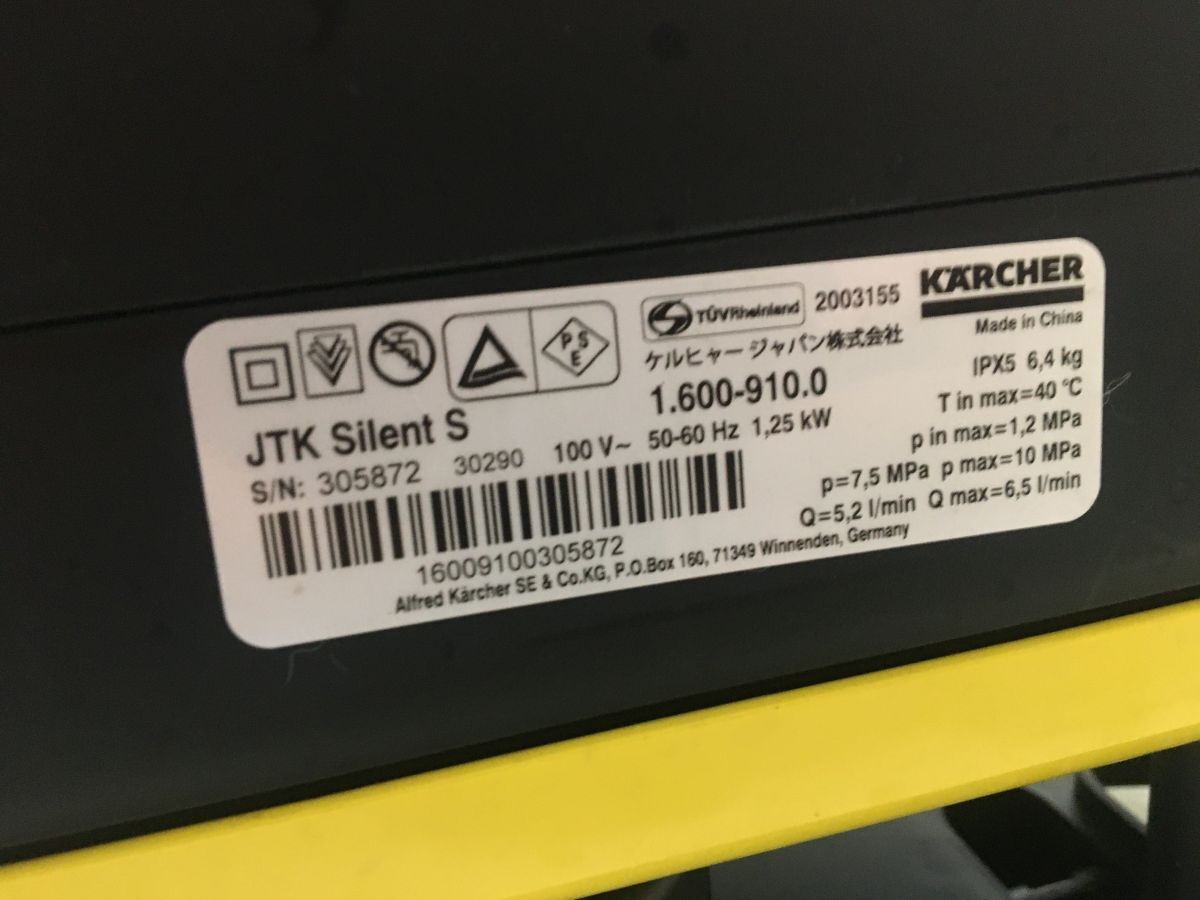 KÄRCHER
Made in China
IPX5 6,4 kg
T in max=40 °C
p in max=1,2 MPa
p=7,5 MPa p max=10 MPa
Q=5,2 l/min Q max=6,5 l/min
P S E
TÜVRheinland 2003155
ケルヒャー ジャパン株式会社
1.600-910.0
JTK Silent S
S/N: 305872 30290 100 V~ 50-60 Hz 1,25 kW
16009100305872
Alfred Kärcher SE & Co.KG, P.O.Box 160, 71349 Winnenden, Germany